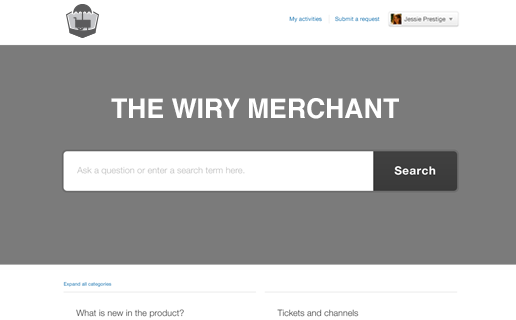 My activities
Submit a request
Jessie Prestige
THE WIRY MERCHANT
Ask a question or enter a search term here.
Search
Expand all categories
What is new in the product?
Tickets and channels